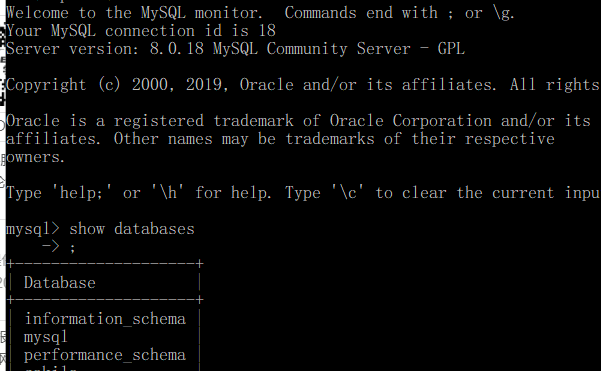 Welcome to the MySQL monitor.  Commands end with ; or \g.
Your MySQL connection id is 18
Server version: 8.0.18 MySQL Community Server - GPL

Copyright (c) 2000, 2019, Oracle and/or its affiliates. All rights

Oracle is a registered trademark of Oracle Corporation and/or its
affiliates. Other names may be trademarks of their respective
owners.

Type 'help;' or '\h' for help. Type '\c' to clear the current inpu

mysql> show databases
    -> ;
+--------------------+
| Database           |
+--------------------+
| information_schema |
| mysql              |
| performance_schema |